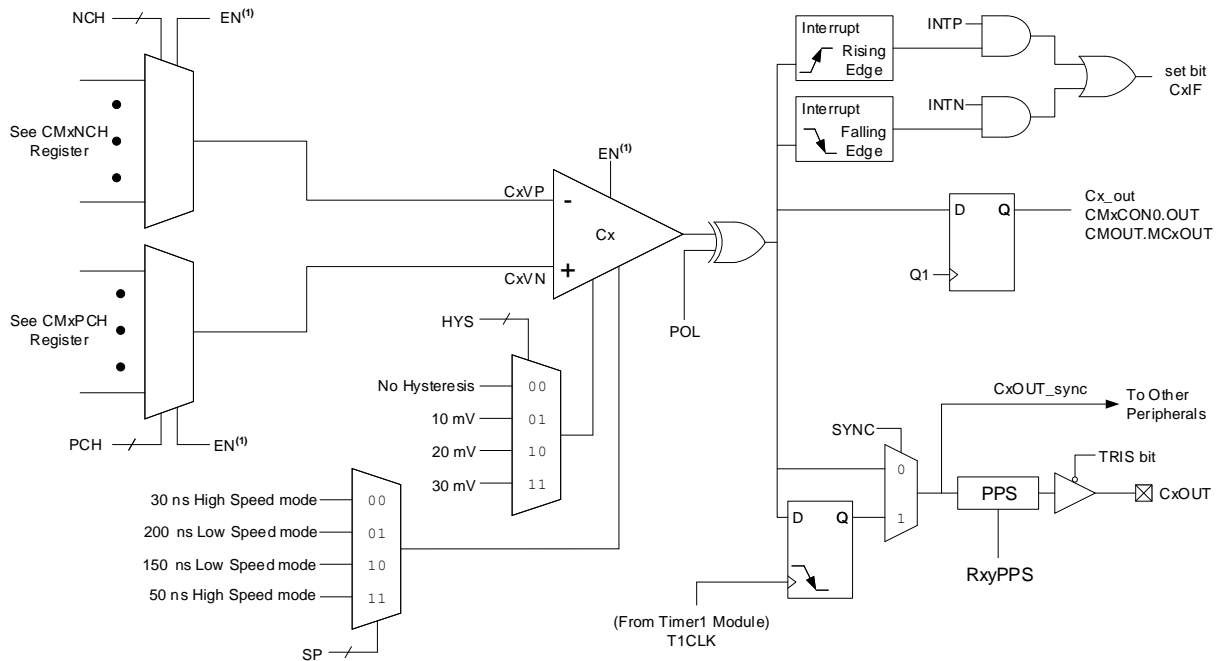 NCH
EN(1)
See CMxNCH
Register
See CMxPCH
Register
PCH
EN(1)
CxVP
CxVN
EN(1)
-
Cx
+
POL
HYS
No Hysteresis
00
10 mV
01
20 mV
10
30 mV
11
30 ns High Speed mode
00
200 ns Low Speed mode
01
150 ns Low Speed mode
10
50 ns High Speed mode
11
SP
Interrupt
Rising
Edge
INTP
Interrupt
Falling
Edge
INTN
set bit
CxIF
D Q
Q1
Cx_out
CMxCON0.OUT
CMOUT.MCxOUT
CxOUT_sync
To Other
Peripherals
SYNC
0
1
D Q
(From Timer1 Module)
T1CLK
PPS
RxyPPS
TRIS bit
CxOUT